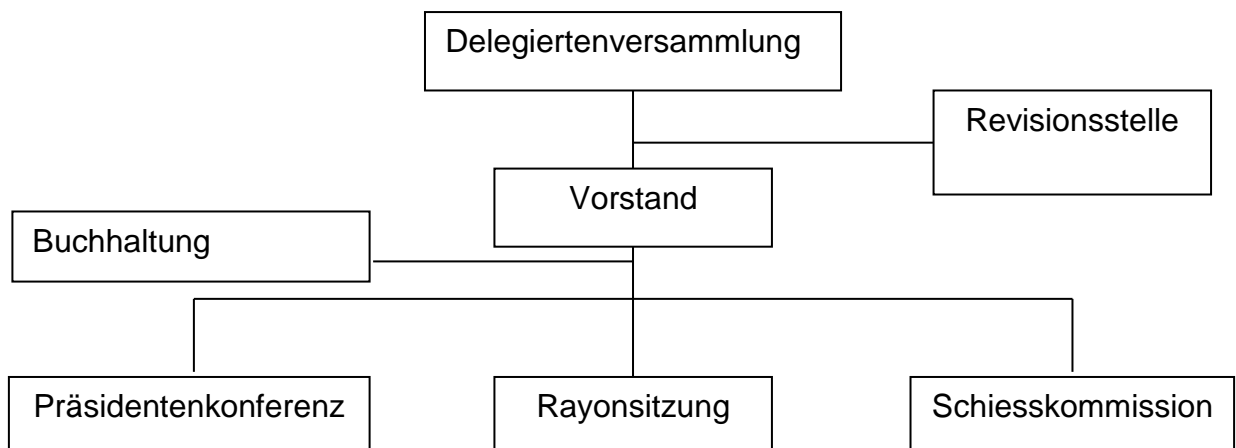 Delegiertenversammlung
Revisionsstelle
Vorstand
Buchhaltung
Präsidentenkonferenz
Rayonsitzung
Schiesskommission